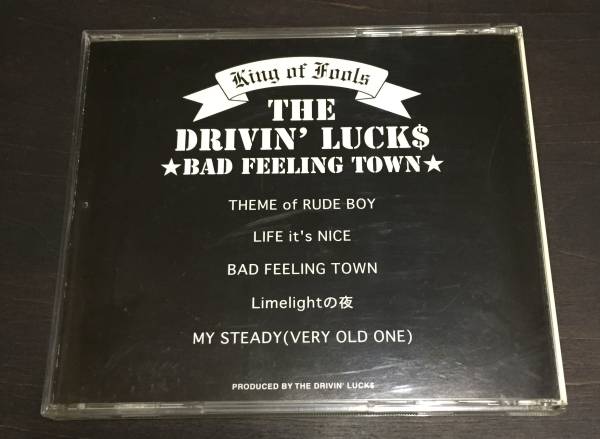 King of Fools
THE
DRIVIN' LUCK$
★BAD FEELING TOWN★
THEME of RUDE BOY
LIFE it's NICE
BAD FEELING TOWN
Limelightの夜
MY STEADY(VERY OLD ONE)
PRODUCED BY THE DRIVIN' LUCK$